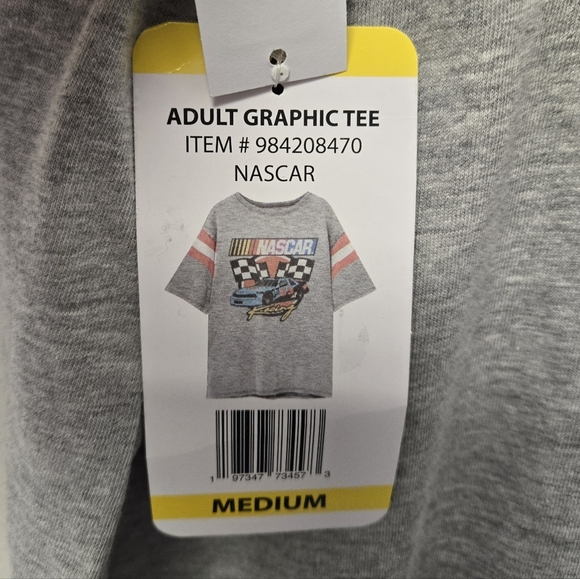 ADULT GRAPHIC TEE
ITEM # 984208470
NASCAR
NASCAR
Racing
1 97347 73457 3
MEDIUM